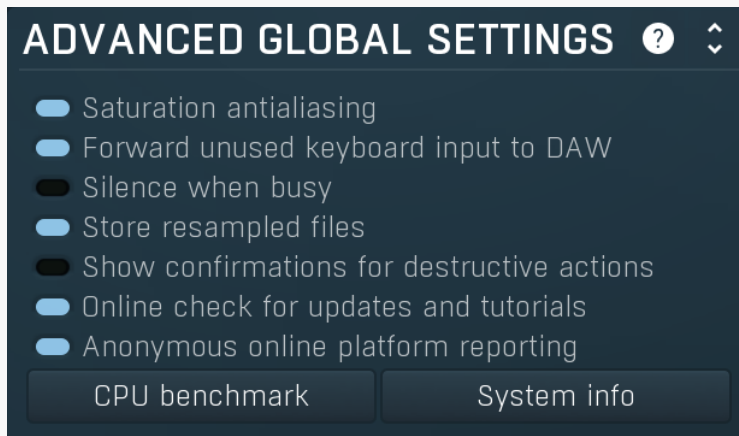 ADVANCED GLOBAL SETTINGS ?
Saturation antialiasing
Forward unused keyboard input to DAW
Silence when busy
Store resampled files
Show confirmations for destructive actions
Online check for updates and tutorials
Anonymous online platform reporting
CPU benchmark System info